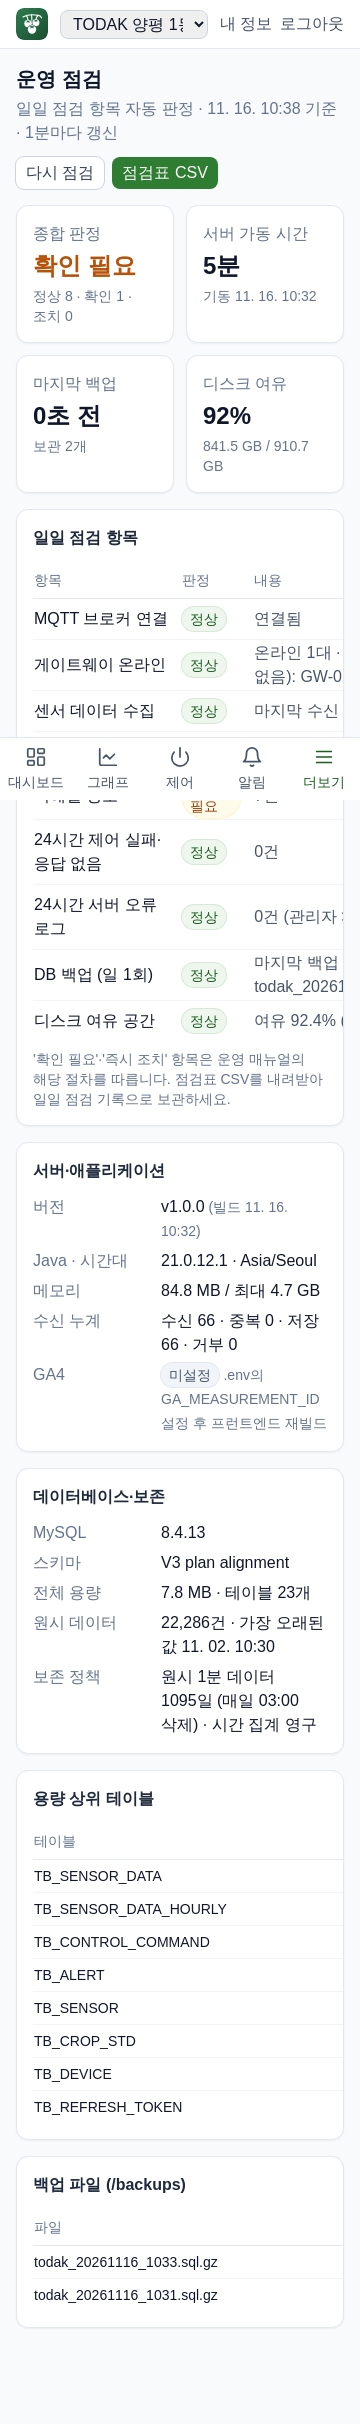 TODAK 양평 1
내 정보 로그아웃
운영 점검
일일 점검 항목 자동 판정 · 11. 16. 10:38 기준
· 1분마다 갱신
다시 점검
점검표 CSV
종합 판정
확인 필요
정상 8 · 확인 1 ·
조치 0
서버 가동 시간
5분
기동 11. 16. 10:32
마지막 백업
0초 전
보관 2개
디스크 여유
92%
841.5 GB / 910.7
GB
일일 점검 항목
항목 판정 내용
MQTT 브로커 연결 정상 연결됨
게이트웨이 온라인 정상 온라인 1대 ·
없음): GW-0
센서 데이터 수집 정상 마지막 수신
대시보드 그래프 제어 알림 더보기
필요
24시간 제어 실패·
응답 없음 정상 0건
24시간 서버 오류
로그 정상 0건 (관리자
DB 백업 (일 1회) 정상 마지막 백업
todak_20261
디스크 여유 공간 정상 여유 92.4% (
'확인 필요'·'즉시 조치' 항목은 운영 매뉴얼의
해당 절차를 따릅니다. 점검표 CSV를 내려받아
일일 점검 기록으로 보관하세요.
서버·애플리케이션
버전 v1.0.0 (빌드 11. 16.
10:32)
Java · 시간대 21.0.12.1 · Asia/Seoul
메모리 84.8 MB / 최대 4.7 GB
수신 누계 수신 66 · 중복 0 · 저장
66 · 거부 0
GA4 미설정 .env의
GA_MEASUREMENT_ID
설정 후 프런트엔드 재빌드
데이터베이스·보존
MySQL 8.4.13
스키마 V3 plan alignment
전체 용량 7.8 MB · 테이블 23개
원시 데이터 22,286건 · 가장 오래된
값 11. 02. 10:30
보존 정책 원시 1분 데이터
1095일 (매일 03:00
삭제) · 시간 집계 영구
용량 상위 테이블
테이블
TB_SENSOR_DATA
TB_SENSOR_DATA_HOURLY
TB_CONTROL_COMMAND
TB_ALERT
TB_SENSOR
TB_CROP_STD
TB_DEVICE
TB_REFRESH_TOKEN
백업 파일 (/backups)
파일
todak_20261116_1033.sql.gz
todak_20261116_1031.sql.gz